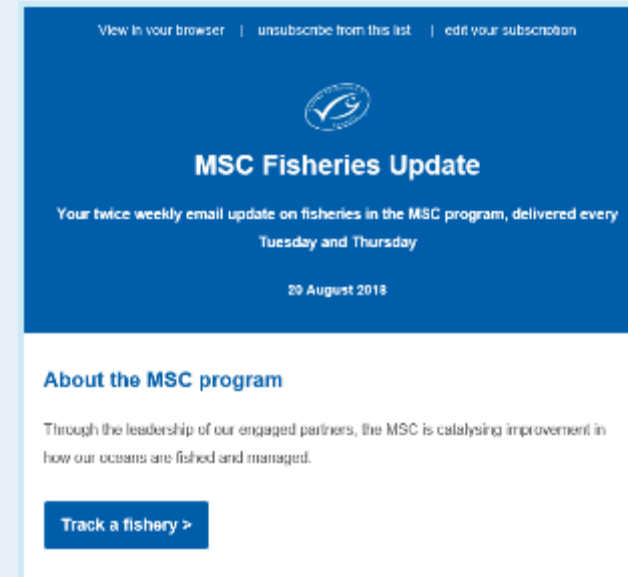 View in your browser | unsubscribe from this list | edit your subscription
MSC Fisheries Update
Your twice weekly email update on fisheries in the MSC program, delivered every
Tuesday and Thursday
20 August 2018
About the MSC program
Through the leadership of our engaged partners, the MSC is catalysing improvement in
how our oceans are fished and managed.
Track a fishery >